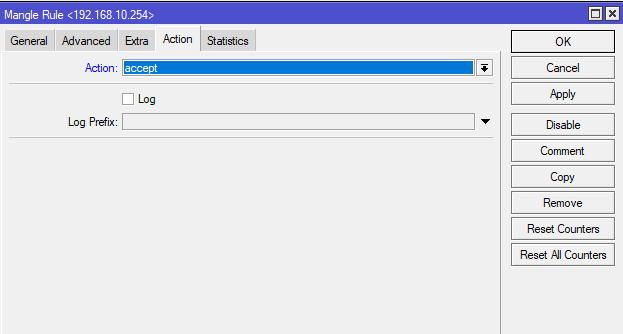 Mangle Rule <192.168.10.254>
General Advanced Extra Action Statistics
Action: accept
Log
Log Prefix:
OK
Cancel
Apply
Disable
Comment
Copy
Remove
Reset Counters
Reset All Counters